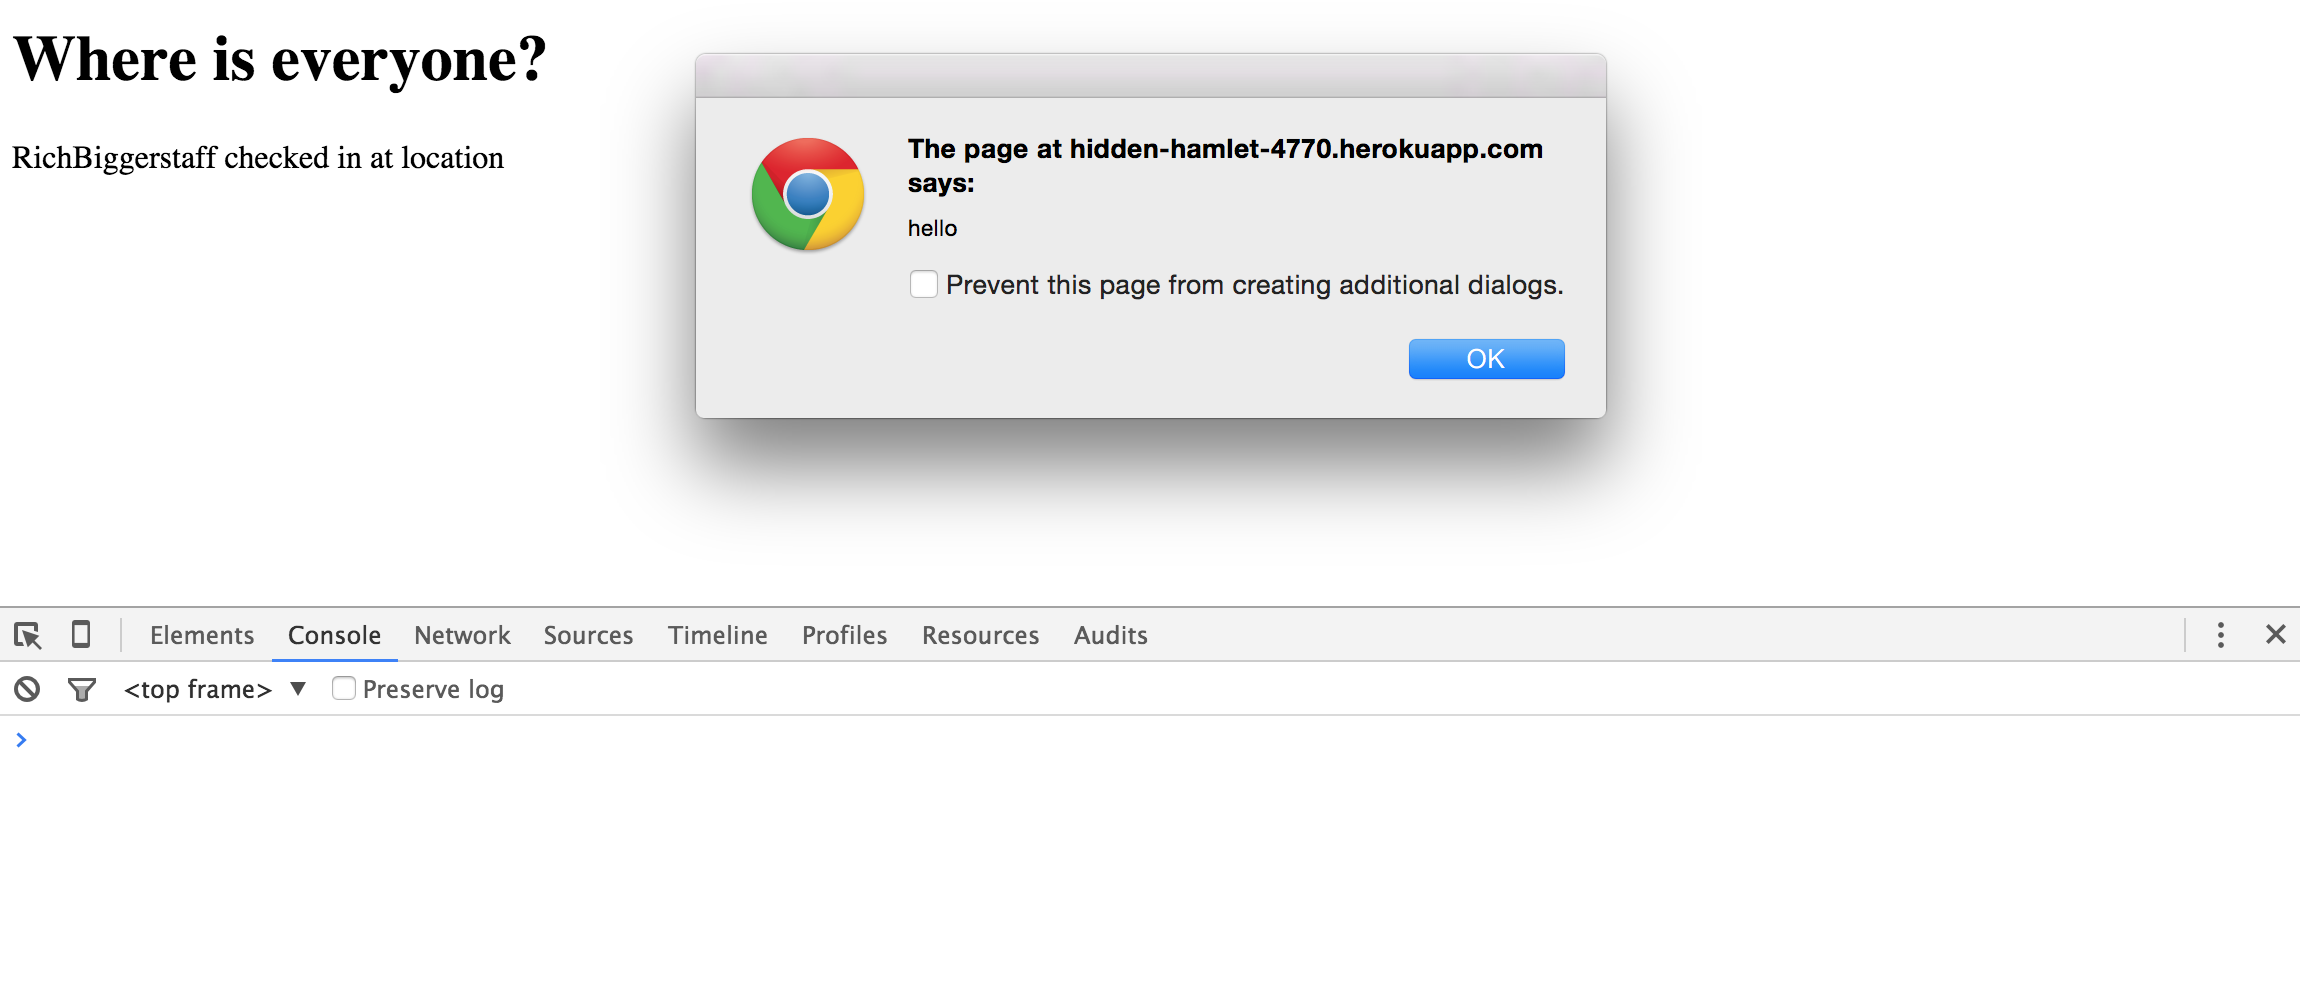 Where is everyone?
RichBiggerstaff checked in at location
The page at hidden-hamlet-4770.herokuapp.com
says:
hello
Prevent this page from creating additional dialogs.
OK
Elements Console Network Sources Timeline Profiles Resources Audits
<top frame> ▼ Preserve log
>